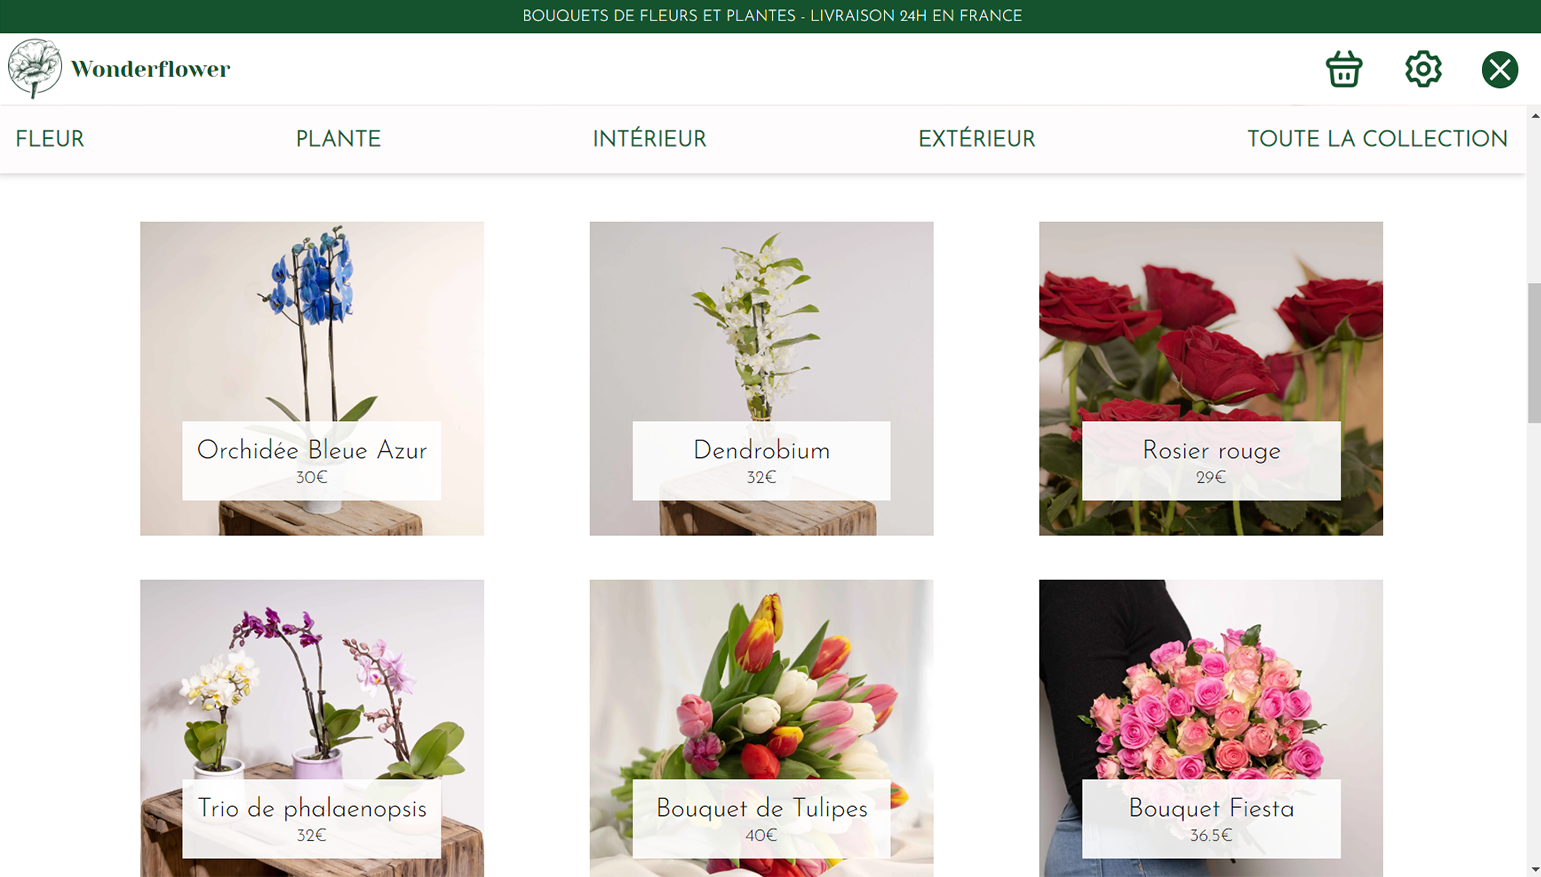 BOUQUETS DE FLEURS ET PLANTES - LIVRAISON 24H EN FRANCE
Wonderflower
FLEUR PLANTE INTÉRIEUR EXTÉRIEUR TOUTE LA COLLECTION
Orchidée Bleue Azur
30€
Dendrobium
32€
Rosier rouge
29€
Trio de phalaenopsis
32€
Bouquet de Tulipes
40€
Bouquet Fiesta
36.5€